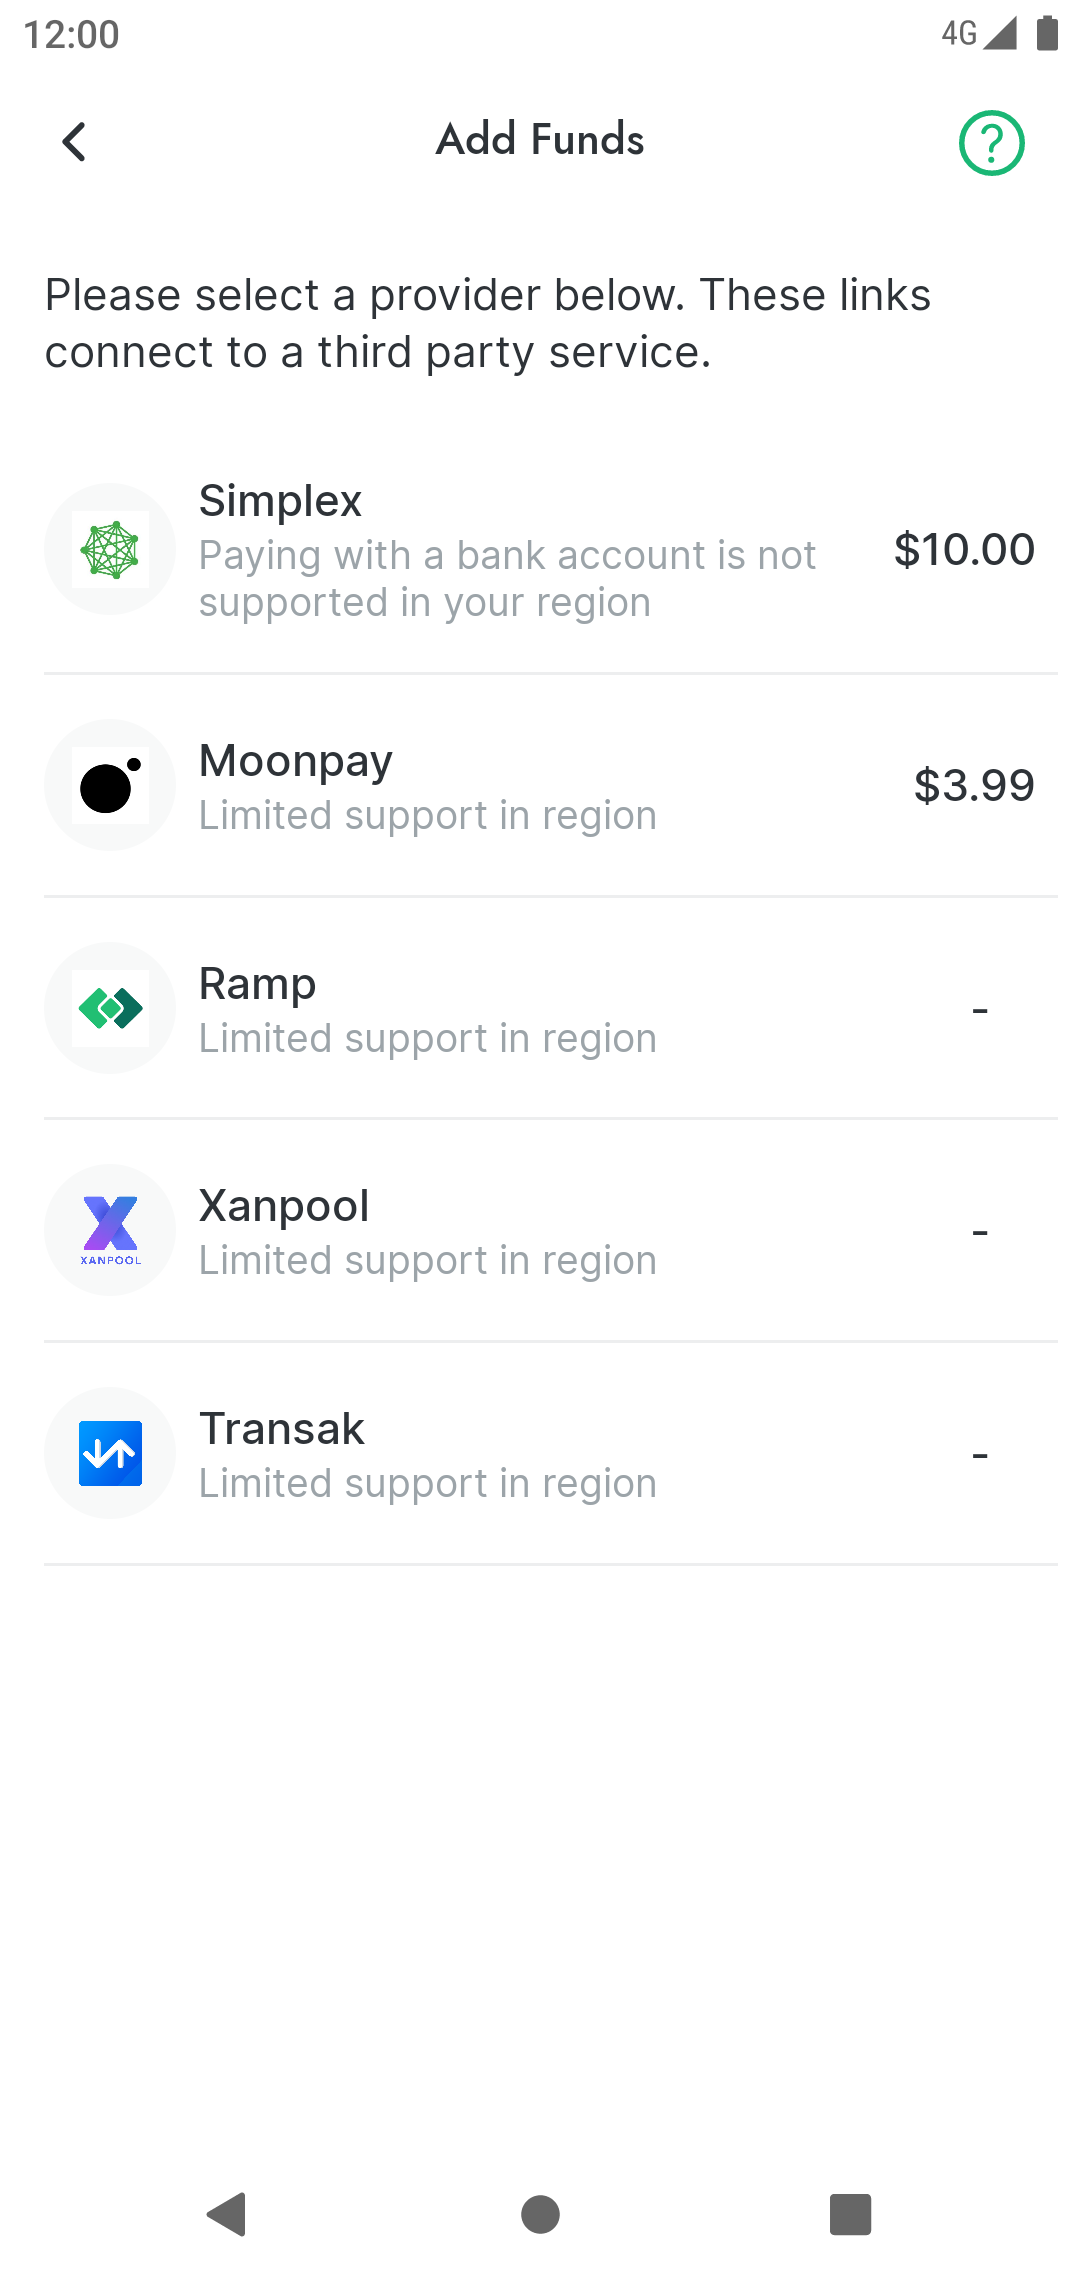 12:00
4G
Add Funds
Please select a provider below. These links
connect to a third party service.
Simplex
Paying with a bank account is not
supported in your region
$10.00
Moonpay
Limited support in region
$3.99
Ramp
Limited support in region
-
XANPOOL
Xanpool
Limited support in region
-
Transak
Limited support in region
-